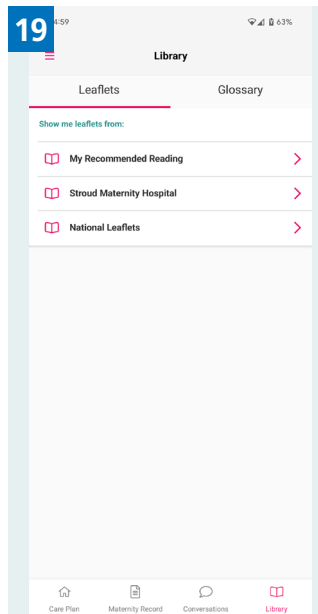 19
:59
63%
Library
Leaflets Glossary
Show me leaflets from:
My Recommended Reading
Stroud Maternity Hospital
National Leaflets
Care Plan Maternity Record Conversations Library